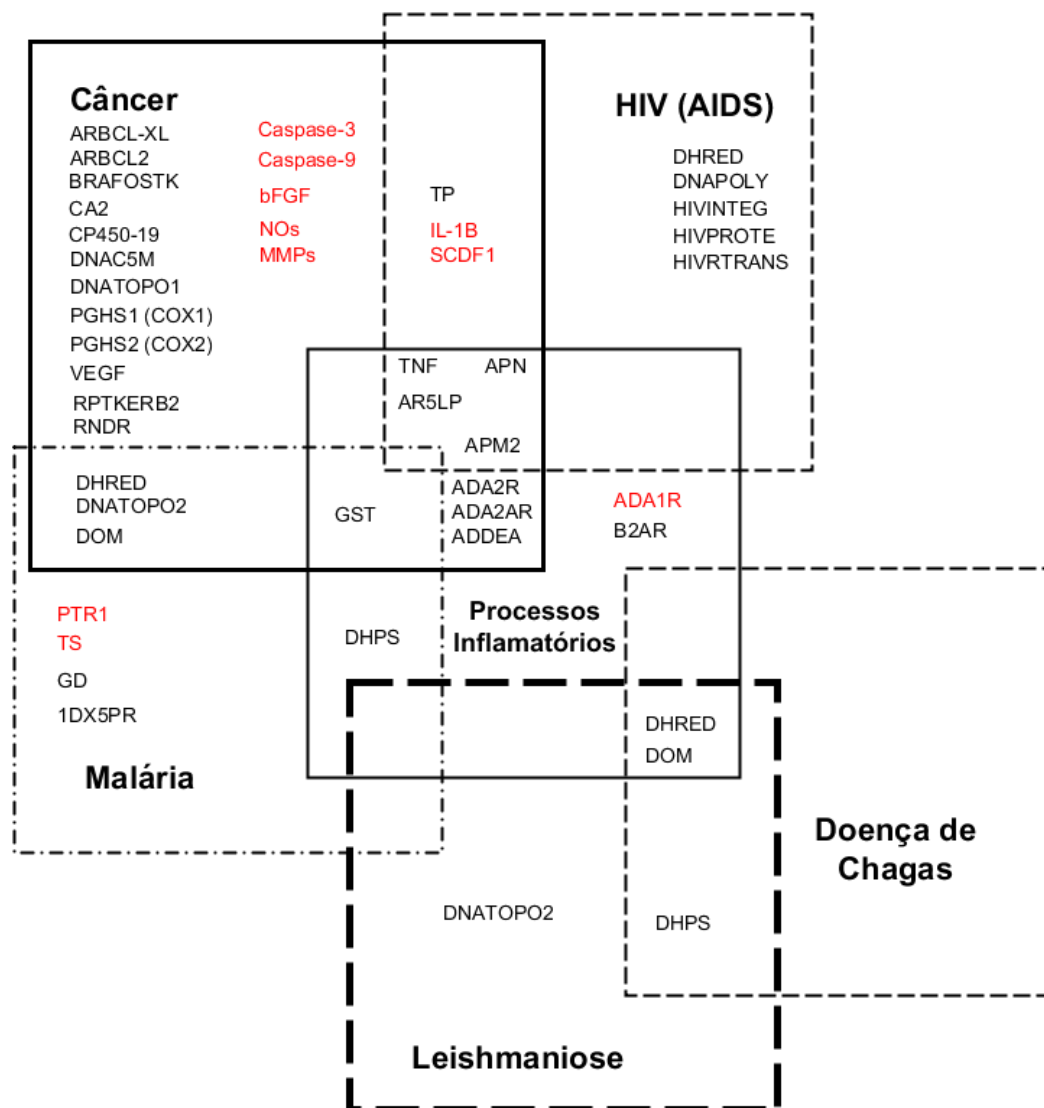 Câncer
ARBCL-XL
ARBCL2
BRAFOSTK
CA2
CP450-19
DNAC5M
DNATOPO1
PGHS1 (COX1)
PGHS2 (COX2)
VEGF
RPTKERB2
RNDR
Caspase-3
Caspase-9
bFGF
NOs
MMPs
TP
IL-1B
SCDF1
HIV (AIDS)
DHRED
DNAPOLY
HIVINTEG
HIVPROTE
HIVRTRANS
TNF APN
AR5LP
APM2
DHRED
DNATOPO2
DOM
GST
ADA2R
ADA2AR
ADDEA
ADA1R
B2AR
PTR1
TS
GD
1DX5PR
Malária
DHPS
Processos
Inflamatórios
DHRED
DOM
Doença de
Chagas
DNATOPO2
DHPS
Leishmaniose